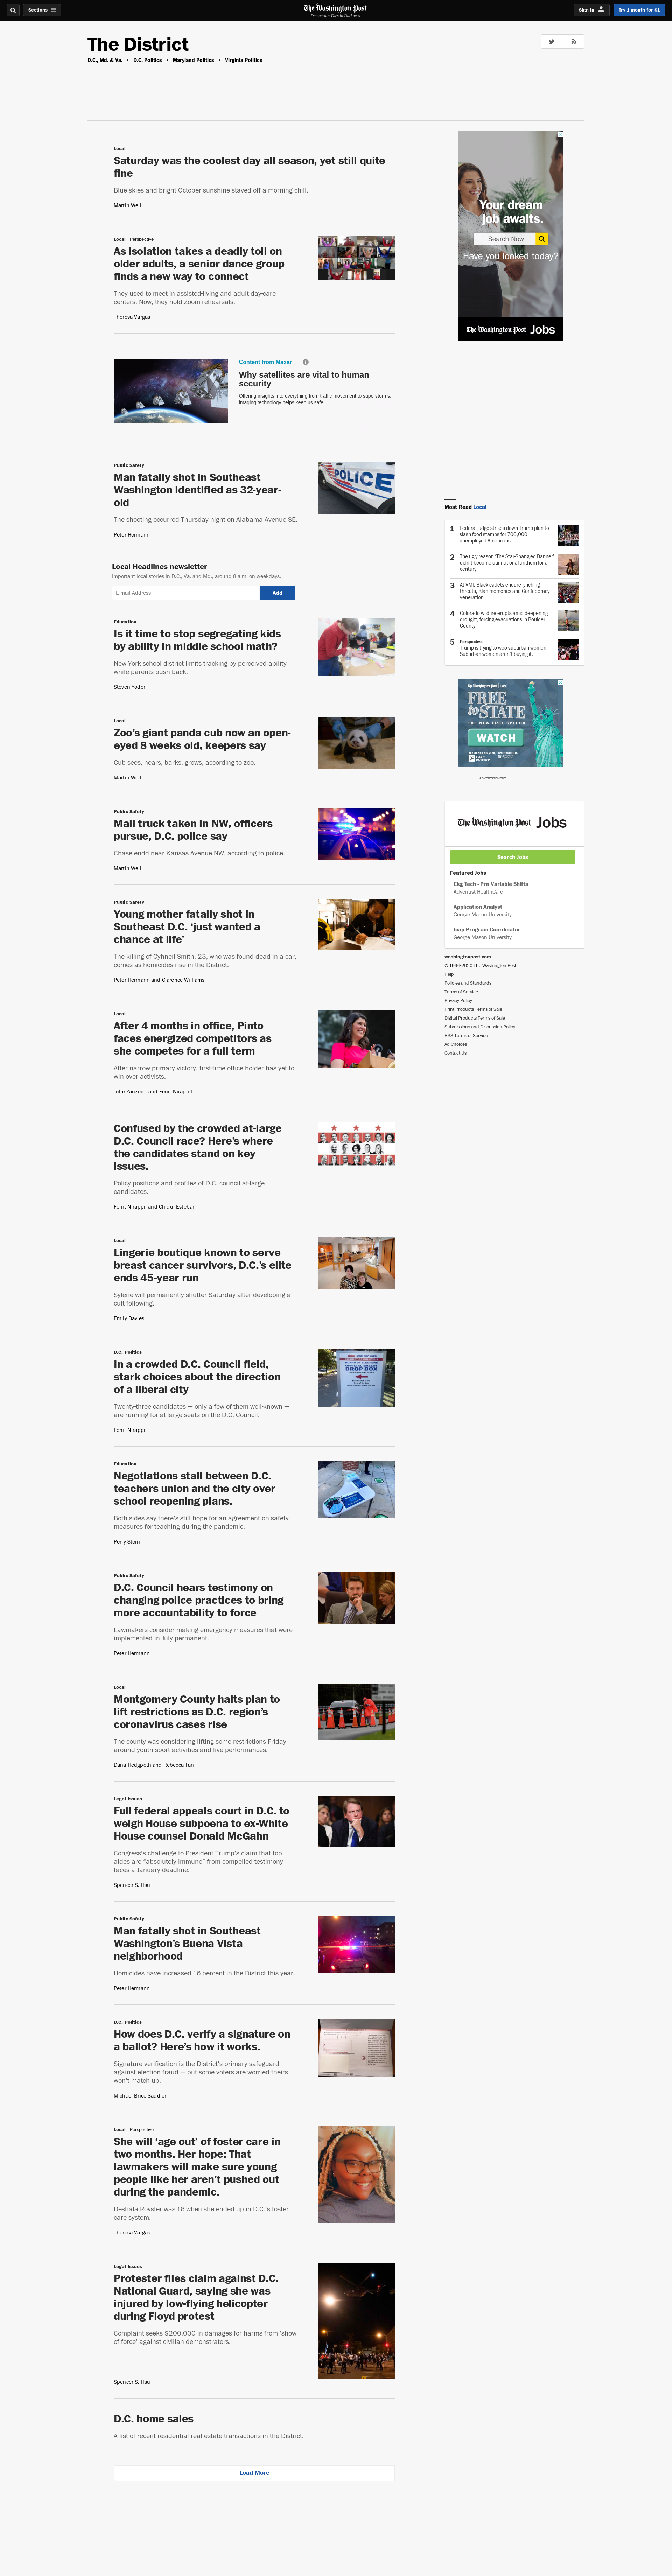 Sections
The Washington Post
Democracy Dies in Darkness
Sign In
Try 1 month for $1
The District
D.C., Md. & Va. • D.C. Politics • Maryland Politics • Virginia Politics
Local
Saturday was the coolest day all season, yet still quite
fine
Blue skies and bright October sunshine staved off a morning chill.
Martin Weil
Local Perspective
As isolation takes a deadly toll on
older adults, a senior dance group
finds a new way to connect
They used to meet in assisted-living and adult day-care
centers. Now, they hold Zoom rehearsals.
Theresa Vargas
Content from Maxar
Why satellites are vital to human
security
Offering insights into everything from traffic movement to superstorms,
imaging technology helps keep us safe.
Public Safety
Man fatally shot in Southeast
Washington identified as 32-year-
old
The shooting occurred Thursday night on Alabama Avenue SE.
Peter Hermann
POLICE
Local Headlines newsletter
Important local stories in D.C., Va. and Md., around 8 a.m. on weekdays.
E-mail Address
Add
Education
Is it time to stop segregating kids
by ability in middle school math?
New York school district limits tracking by perceived ability
while parents push back.
Steven Yoder
Local
Zoo’s giant panda cub now an open-
eyed 8 weeks old, keepers say
Cub sees, hears, barks, grows, according to zoo.
Martin Weil
Public Safety
Mail truck taken in NW, officers
pursue, D.C. police say
Chase endd near Kansas Avenue NW, according to police.
Martin Weil
Public Safety
Young mother fatally shot in
Southeast D.C. ‘just wanted a
chance at life’
The killing of Cyhneil Smith, 23, who was found dead in a car,
comes as homicides rise in the District.
Peter Hermann and Clarence Williams
Local
After 4 months in office, Pinto
faces energized competitors as
she competes for a full term
After narrow primary victory, first-time office holder has yet to
win over activists.
Julie Zauzmer and Fenit Nirappil
Confused by the crowded at-large
D.C. Council race? Here’s where
the candidates stand on key
issues.
Policy positions and profiles of D.C. council at-large
candidates.
Fenit Nirappil and Chiqui Esteban
Local
Lingerie boutique known to serve
breast cancer survivors, D.C.’s elite
ends 45-year run
Sylene will permanently shutter Saturday after developing a
cult following.
Emily Davies
D.C. Politics
In a crowded D.C. Council field,
stark choices about the direction
of a liberal city
Twenty-three candidates — only a few of them well-known —
are running for at-large seats on the D.C. Council.
Fenit Nirappil
DROP BOX
Education
Negotiations stall between D.C.
teachers union and the city over
school reopening plans.
Both sides say there’s still hope for an agreement on safety
measures for teaching during the pandemic.
Perry Stein
Public Safety
D.C. Council hears testimony on
changing police practices to bring
more accountability to force
Lawmakers consider making emergency measures that were
implemented in July permanent.
Peter Hermann
Local
Montgomery County halts plan to
lift restrictions as D.C. region’s
coronavirus cases rise
The county was considering lifting some restrictions Friday
around youth sport activities and live performances.
Dana Hedgpeth and Rebecca Tan
Legal Issues
Full federal appeals court in D.C. to
weigh House subpoena to ex-White
House counsel Donald McGahn
Congress’s challenge to President Trump’s claim that top
aides are “absolutely immune” from compelled testimony
faces a January deadline.
Spencer S. Hsu
Public Safety
Man fatally shot in Southeast
Washington’s Buena Vista
neighborhood
Homicides have increased 16 percent in the District this year.
Peter Hermann
D.C. Politics
How does D.C. verify a signature on
a ballot? Here’s how it works.
Signature verification is the District’s primary safeguard
against election fraud — but some voters are worried theirs
won’t match up.
Michael Brice-Saddler
Local Perspective
She will ‘age out’ of foster care in
two months. Her hope: That
lawmakers will make sure young
people like her aren’t pushed out
during the pandemic.
Deshala Royster was 16 when she ended up in D.C.’s foster
care system.
Theresa Vargas
Legal Issues
Protester files claim against D.C.
National Guard, saying she was
injured by low-flying helicopter
during Floyd protest
Complaint seeks $200,000 in damages for harms from ‘show
of force’ against civilian demonstrators.
Spencer S. Hsu
D.C. home sales
A list of recent residential real estate transactions in the District.
Load More
Your dream
job awaits.
Search Now
Have you looked today?
The Washington Post Jobs
Most Read Local
1 Federal judge strikes down Trump plan to
slash food stamps for 700,000
unemployed Americans
2 The ugly reason ‘The Star-Spangled Banner’
didn’t become our national anthem for a
century
3 At VMI, Black cadets endure lynching
threats, Klan memories and Confederacy
veneration
4 Colorado wildfire erupts amid deepening
drought, forcing evacuations in Boulder
County
5 Perspective
Trump is trying to woo suburban women.
Suburban women aren’t buying it.
The Washington Post LIVE
FREE
to STATE
THE NEW FREE SPEECH
WATCH
ADVERTISEMENT
The Washington Post Jobs
Search Jobs
Featured Jobs
Ekg Tech - Prn Variable Shifts
Adventist HealthCare
Application Analyst
George Mason University
Icap Program Coordinator
George Mason University
washingtonpost.com
© 1996-2020 The Washington Post
Help
Policies and Standards
Terms of Service
Privacy Policy
Print Products Terms of Sale
Digital Products Terms of Sale
Submissions and Discussion Policy
RSS Terms of Service
Ad Choices
Contact Us